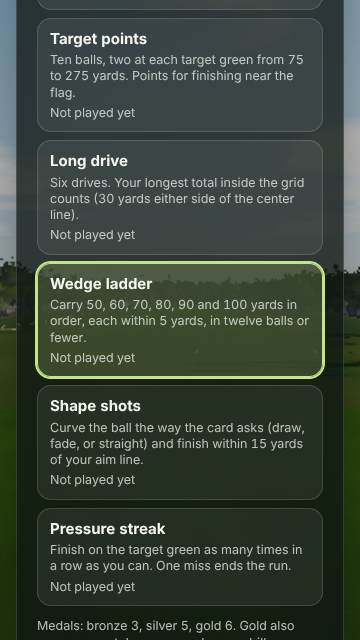 Target points
Ten balls, two at each target green from 75
to 275 yards. Points for finishing near the
flag.
Not played yet
Long drive
Six drives. Your longest total inside the grid
counts (30 yards either side of the center
line).
Not played yet
Wedge ladder
Carry 50, 60, 70, 80, 90 and 100 yards in
order, each within 5 yards, in twelve balls or
fewer.
Not played yet
Shape shots
Curve the ball the way the card asks (draw,
fade, or straight) and finish within 15 yards
of your aim line.
Not played yet
Pressure streak
Finish on the target green as many times in
a row as you can. One miss ends the run.
Not played yet
Medals: bronze 3, silver 5, gold 6. Gold also